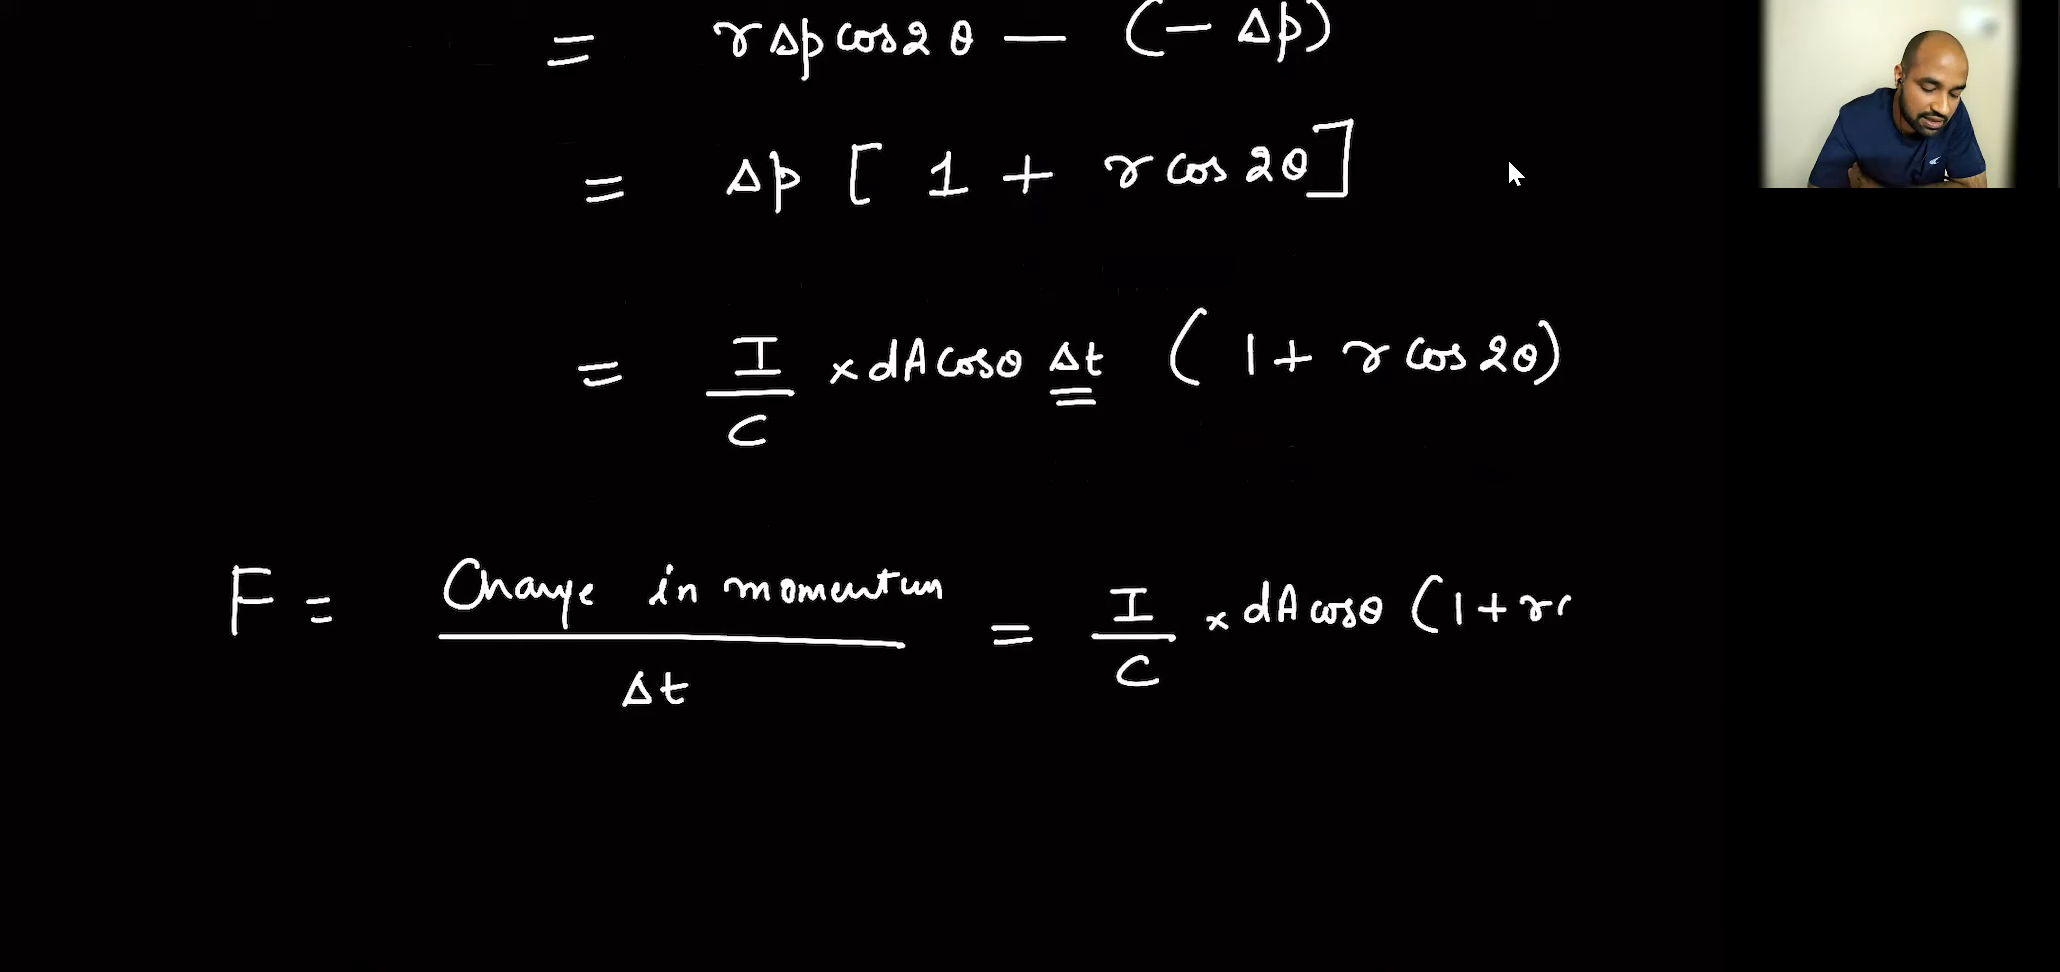 = rΔp cos2θ — (- Δp)
= Δp [ 1 + r cos 2θ ]
= I/C × dA cosθ Δt ( 1 + r cos 2θ )
F = Change in momentum / Δt = I/C × dA cosθ ( 1 + rc